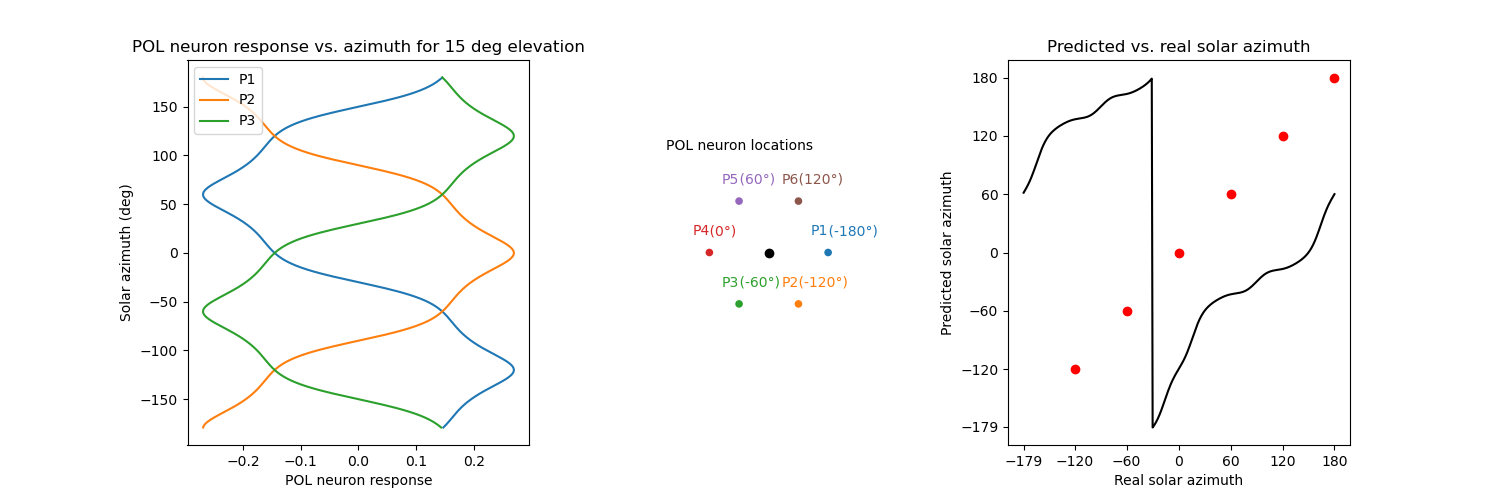 POL neuron response vs. azimuth for 15 deg elevation
P1
P2
P3
Solar azimuth (deg)
150
100
50
0
−50
−100
−150
−0.2 −0.1 0.0 0.1 0.2
POL neuron response
POL neuron locations
P5(60°) P6(120°)
P4(0°) P1(-180°)
P3(-60°) P2(-120°)
Predicted vs. real solar azimuth
Predicted solar azimuth
180
120
60
0
−60
−120
−179
−179 −120 −60 0 60 120 180
Real solar azimuth